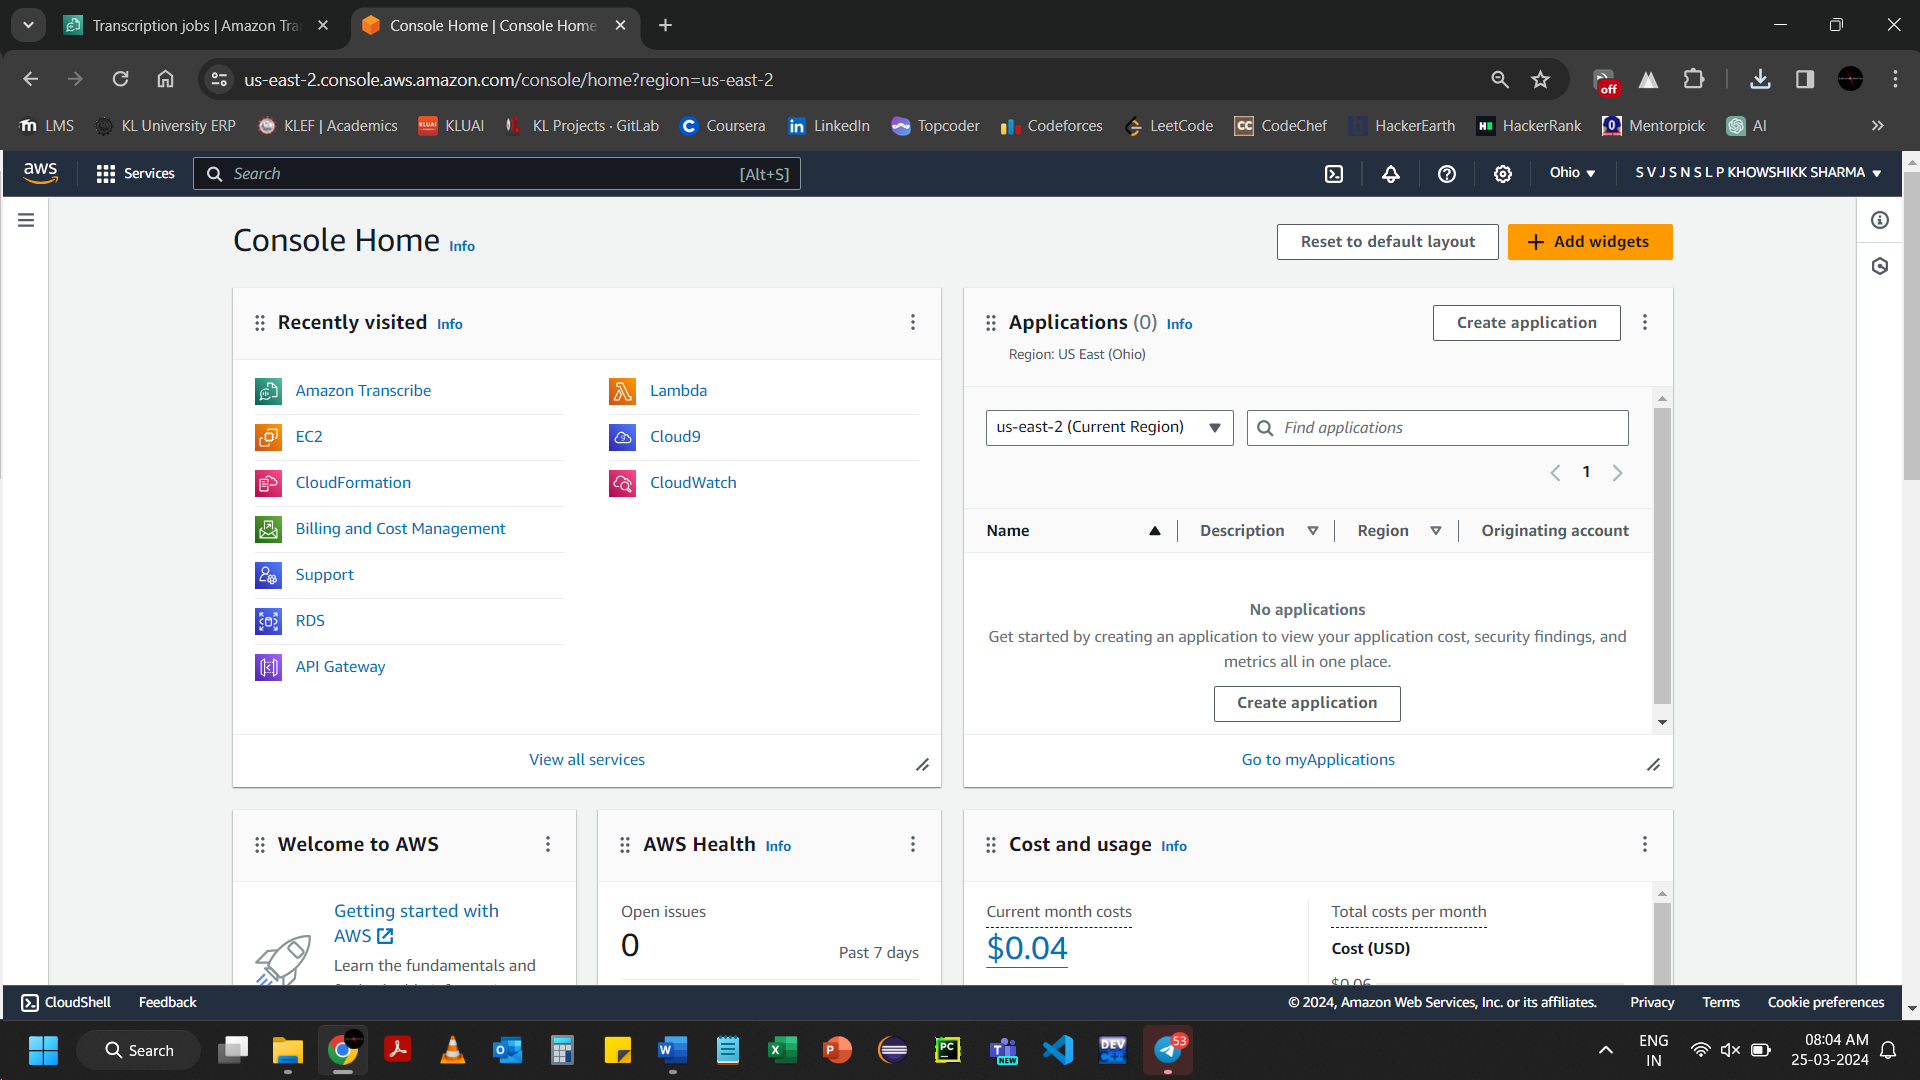 Transcription jobs | Amazon Tra
Console Home | Console Home
us-east-2.console.aws.amazon.com/console/home?region=us-east-2
off
LMS KL University ERP KLEF | Academics KLUAI KL Projects · GitLab Coursera LinkedIn Topcoder Codeforces LeetCode CodeChef HackerEarth HackerRank Mentorpick AI
aws Services Search [Alt+S] Ohio S V J S N S L P KHOWSHIKK SHARMA
Console Home Info
Reset to default layout
Add widgets
Recently visited Info
Amazon Transcribe
EC2
CloudFormation
Billing and Cost Management
Support
RDS
API Gateway
Lambda
Cloud9
CloudWatch
View all services
Applications (0) Info
Region: US East (Ohio)
Create application
us-east-2 (Current Region)
Find applications
1
Name Description Region Originating account
No applications
Get started by creating an application to view your application cost, security findings, and
metrics all in one place.
Create application
Go to myApplications
Welcome to AWS
Getting started with
AWS
Learn the fundamentals and
AWS Health Info
Open issues
0
Past 7 days
Cost and usage Info
Current month costs
$0.04
Total costs per month
Cost (USD)
CloudShell Feedback © 2024, Amazon Web Services, Inc. or its affiliates. Privacy Terms Cookie preferences
Search
NEW
PC
DEV
53
ENG
IN
08:04 AM
25-03-2024